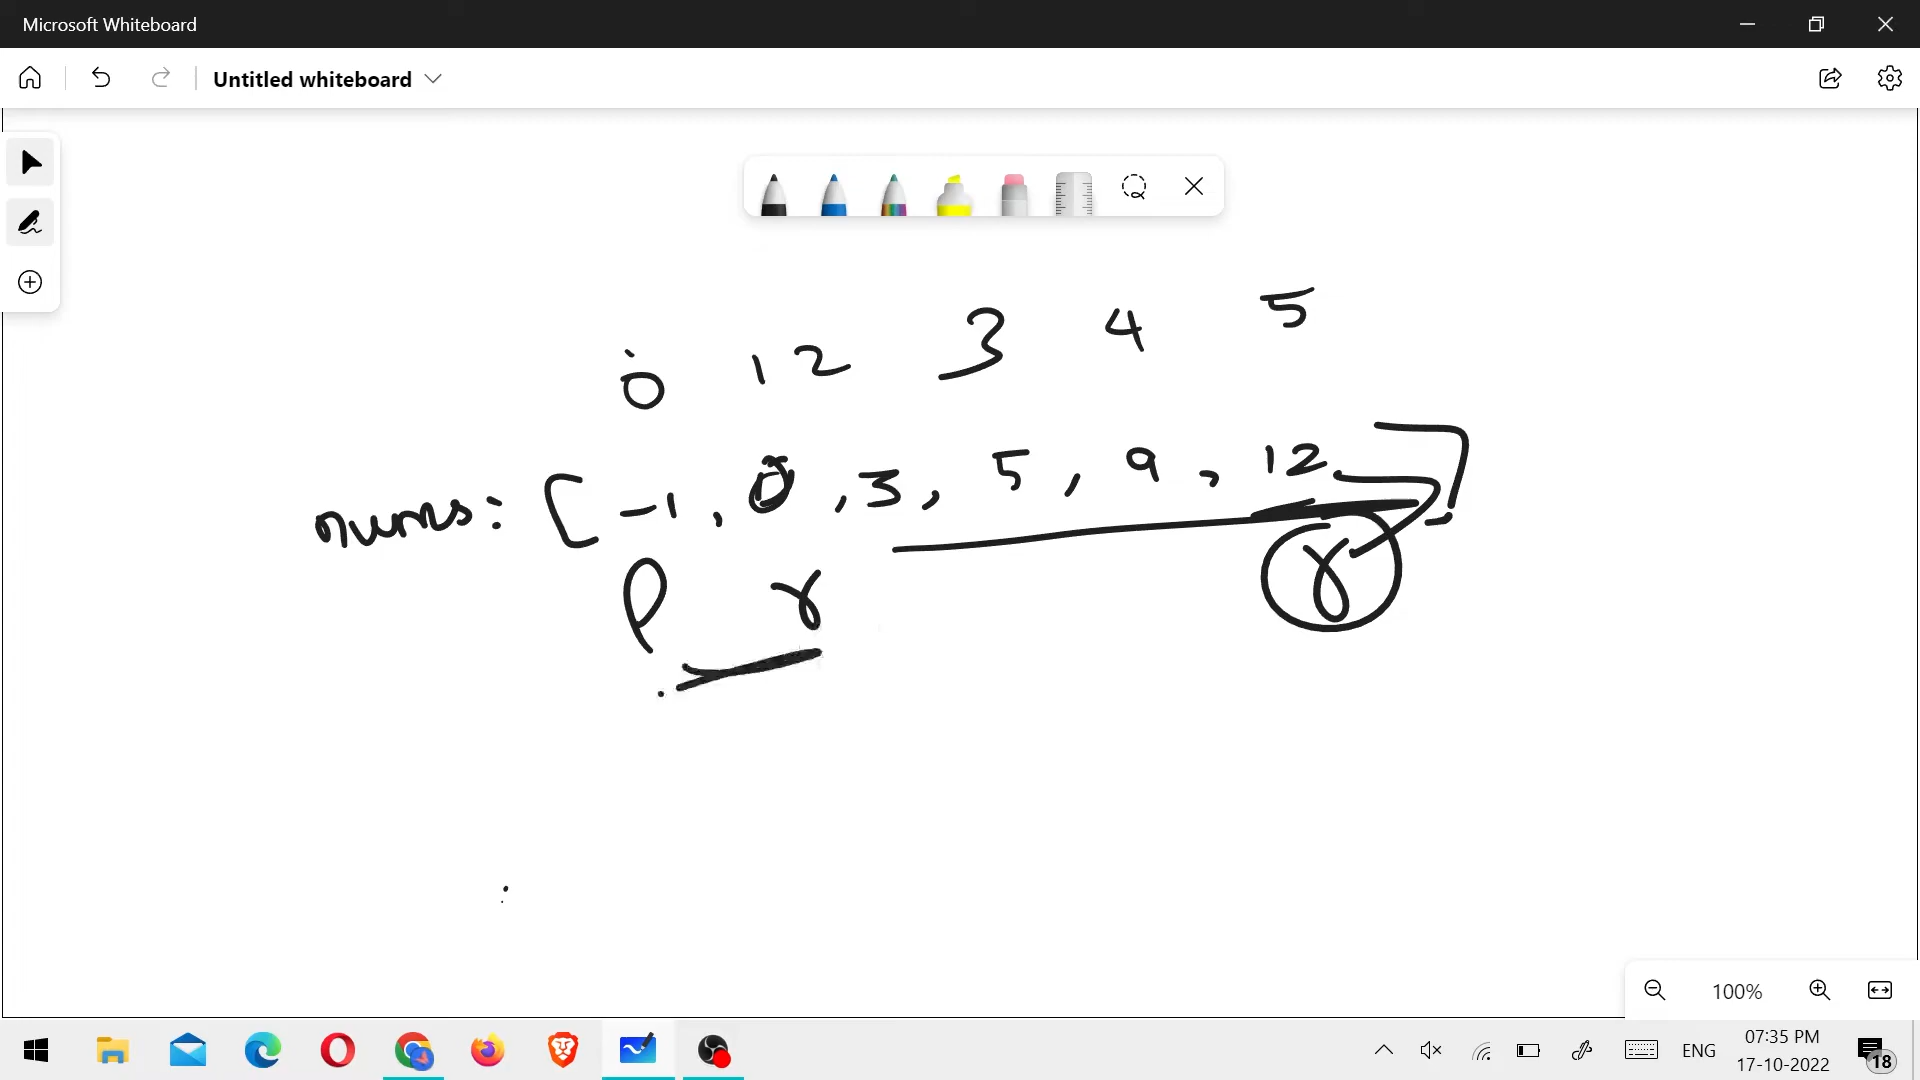 Microsoft Whiteboard
Untitled whiteboard
0 1 2 3 4 5
nums: [-1, 0, 3, 5, 9, 12]
l r r
100%
ENG
07:35 PM
17-10-2022
18